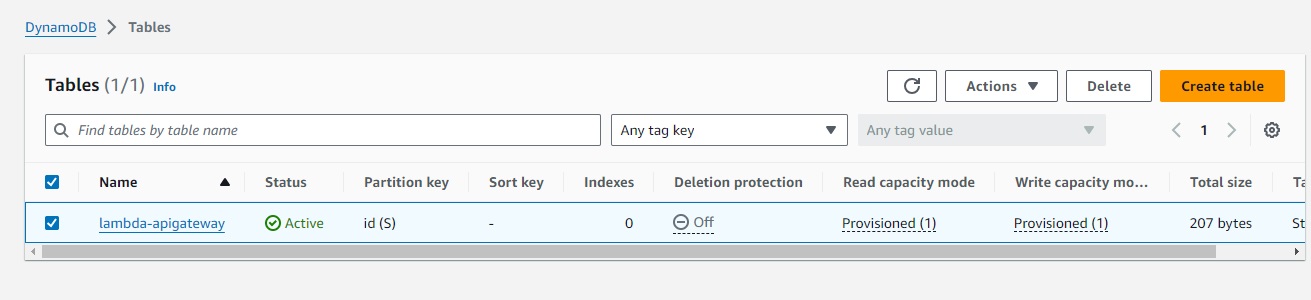 DynamoDB > Tables
Tables (1/1) Info
Actions
Delete
Create table
Find tables by table name
Any tag key
Any tag value
1
Name Status Partition key Sort key Indexes Deletion protection Read capacity mode Write capacity mo... Total size Ta
lambda-apigateway Active id (S) - 0 Off Provisioned (1) Provisioned (1) 207 bytes St